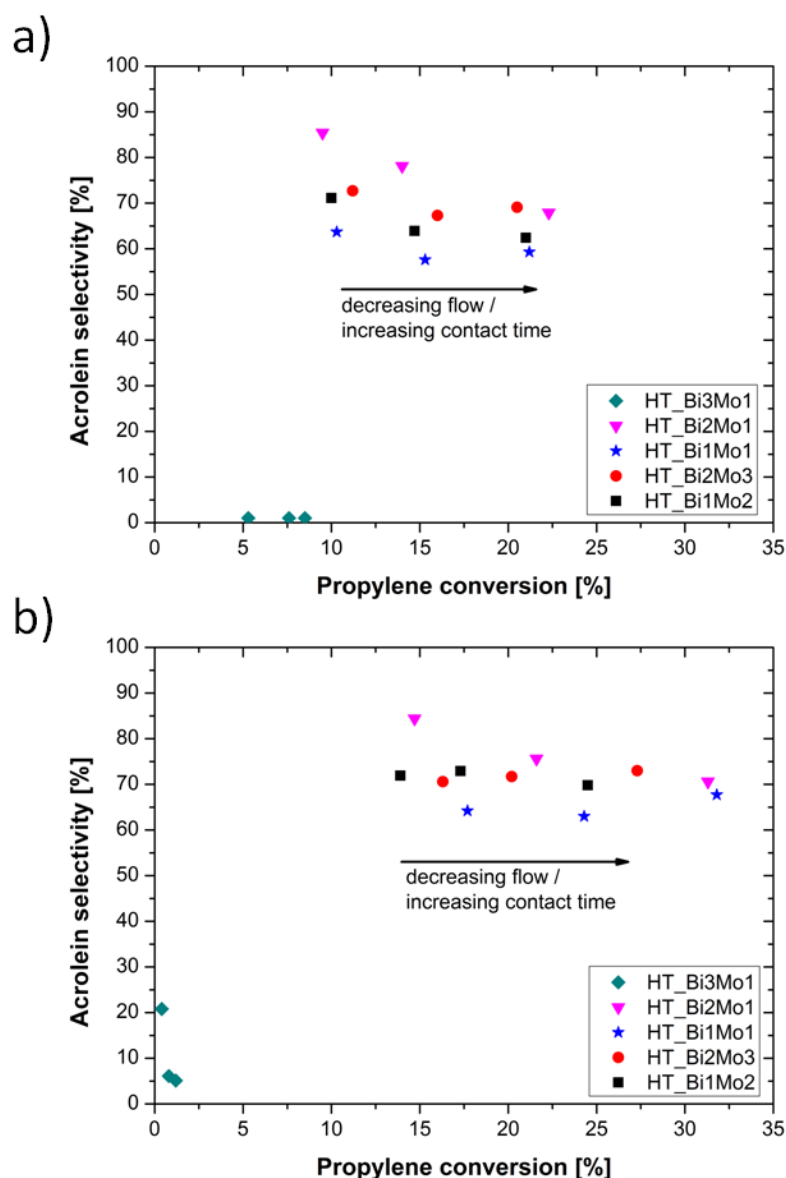 a)
100
90
80
70
60
50
40
30
20
10
0
Acrolein selectivity [%]
decreasing flow /
increasing contact time
HT_Bi3Mo1
HT_Bi2Mo1
HT_Bi1Mo1
HT_Bi2Mo3
HT_Bi1Mo2
0 5 10 15 20 25 30 35
Propylene conversion [%]
b)
100
90
80
70
60
50
40
30
20
10
0
Acrolein selectivity [%]
decreasing flow /
increasing contact time
HT_Bi3Mo1
HT_Bi2Mo1
HT_Bi1Mo1
HT_Bi2Mo3
HT_Bi1Mo2
0 5 10 15 20 25 30 35
Propylene conversion [%]